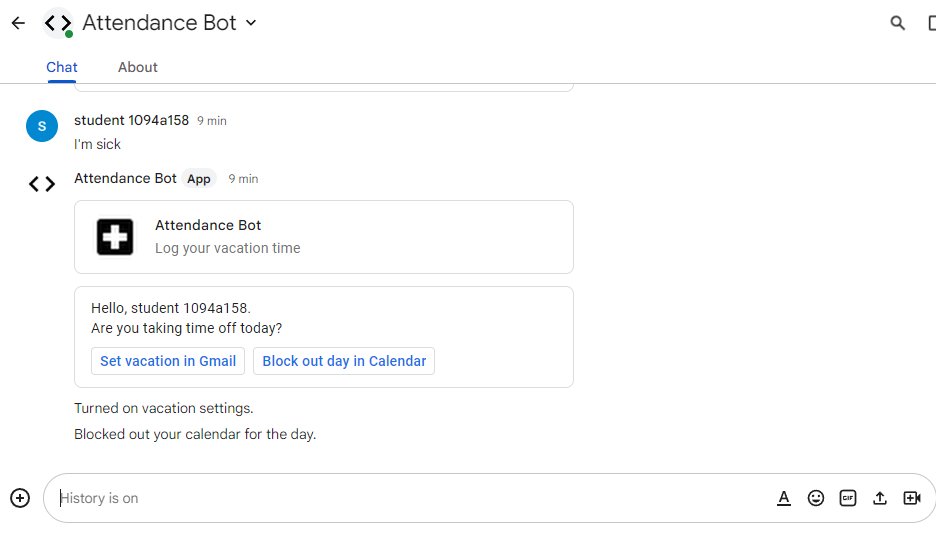 Attendance Bot
Chat About
student 1094a158 9 min
S
I'm sick
Attendance Bot App 9 min
Attendance Bot
Log your vacation time
Hello, student 1094a158.
Are you taking time off today?
Set vacation in Gmail Block out day in Calendar
Turned on vacation settings.
Blocked out your calendar for the day.
History is on
A GIF